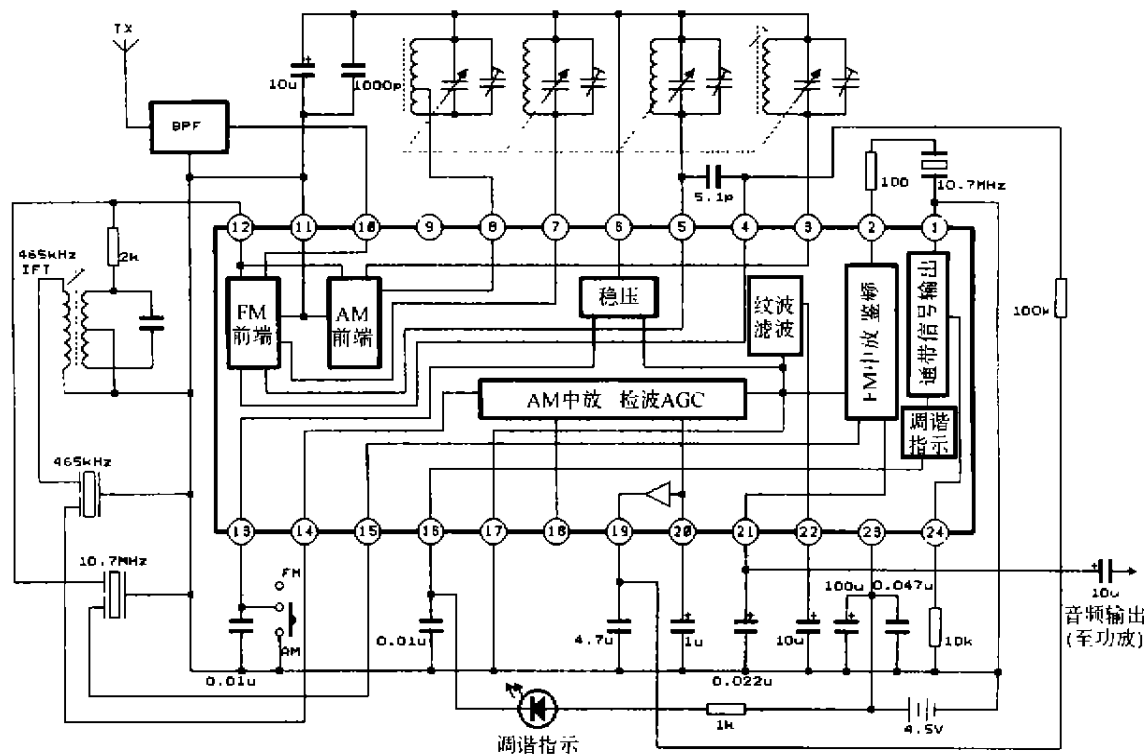 TX
BPF
10u
1000p
5.1p
100
10.7MHz
12
11
10
9
8
7
6
5
4
3
2
1
465kHz
IFT
2k
FM
前端
AM
前端
稳压
纹波
滤波
FM中放 鉴频
通带信号输出
100k
AM中放 检波AGC
调谐
指示
465kHz
13
14
15
16
17
18
19
20
21
22
23
24
10.7MHz
FM
AM
0.01u
0.01u
4.7u
1u
0.022u
10u
100u
0.047u
10k
10u
音频输出
(至功放)
调谐指示
1k
4.5V